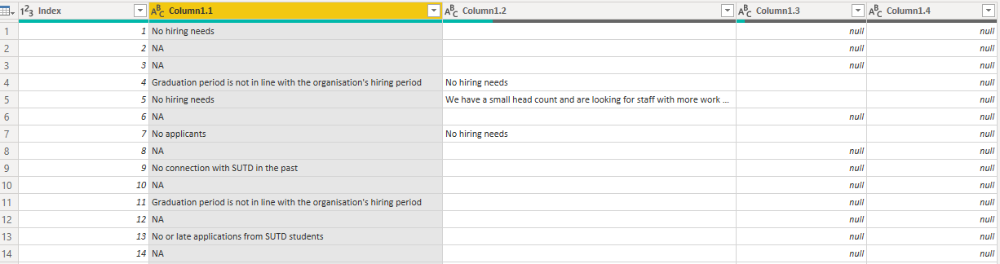 1²3 Index ABC Column1.1 ABC Column1.2 ABC Column1.3 ABC Column1.4
1 1 No hiring needs null null
2 2 NA null null
3 3 NA null null
4 4 Graduation period is not in line with the organisation's hiring period No hiring needs null
5 5 No hiring needs We have a small head count and are looking for staff with more work ... null
6 6 NA null null
7 7 No applicants No hiring needs null
8 8 NA null null
9 9 No connection with SUTD in the past null null
10 10 NA null null
11 11 Graduation period is not in line with the organisation's hiring period null null
12 12 NA null null
13 13 No or late applications from SUTD students null null
14 14 NA null null